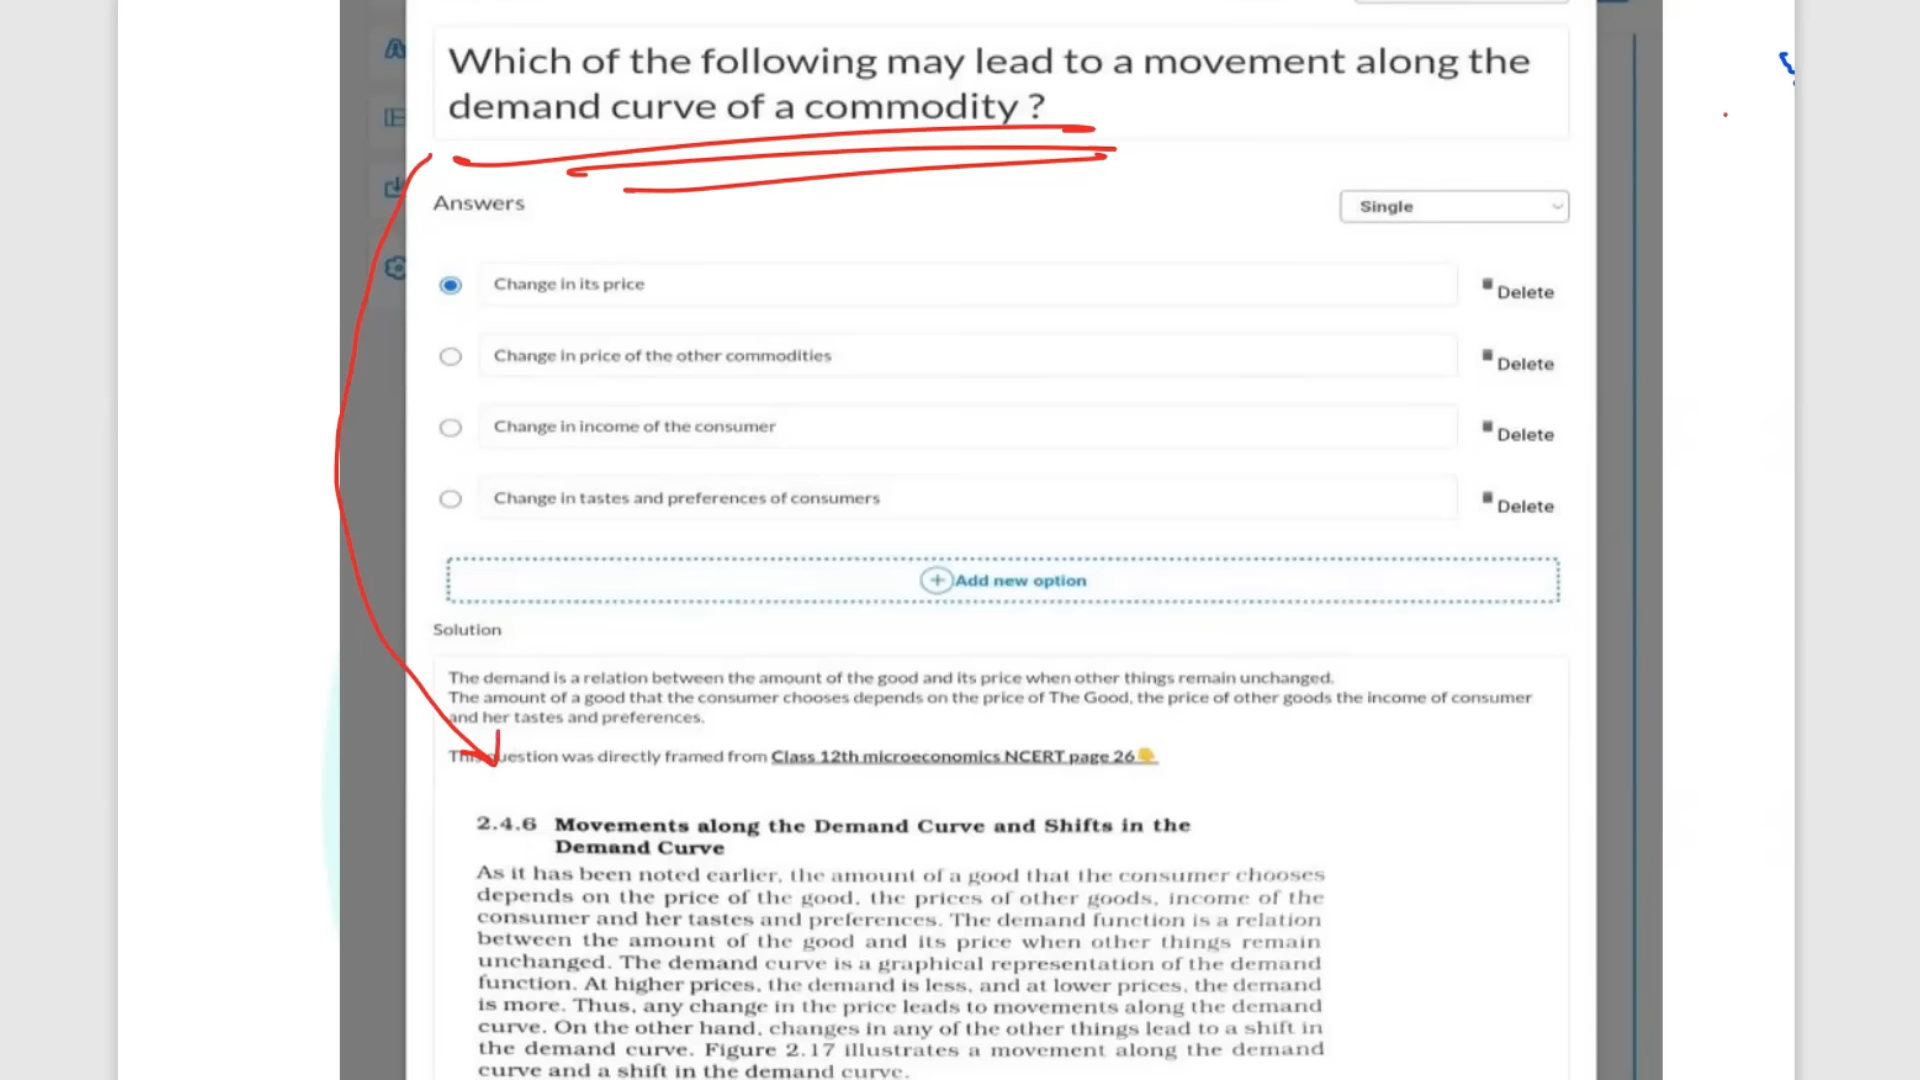 Which of the following may lead to a movement along the
demand curve of a commodity ?
Answers
Single
Change in its price
Delete
Change in price of the other commodities
Delete
Change in income of the consumer
Delete
Change in tastes and preferences of consumers
Delete
Add new option
Solution
The demand is a relation between the amount of the good and its price when other things remain unchanged.
The amount of a good that the consumer chooses depends on the price of The Good, the price of other goods the income of consumer
and her tastes and preferences.
This question was directly framed from Class 12th microeconomics NCERT page 26👇
2.4.6 Movements along the Demand Curve and Shifts in the
Demand Curve
As it has been noted earlier, the amount of a good that the consumer chooses
depends on the price of the good, the prices of other goods, income of the
consumer and her tastes and preferences. The demand function is a relation
between the amount of the good and its price when other things remain
unchanged. The demand curve is a graphical representation of the demand
function. At higher prices, the demand is less, and at lower prices, the demand
is more. Thus, any change in the price leads to movements along the demand
curve. On the other hand, changes in any of the other things lead to a shift in
the demand curve. Figure 2.17 illustrates a movement along the demand
curve and a shift in the demand curve.